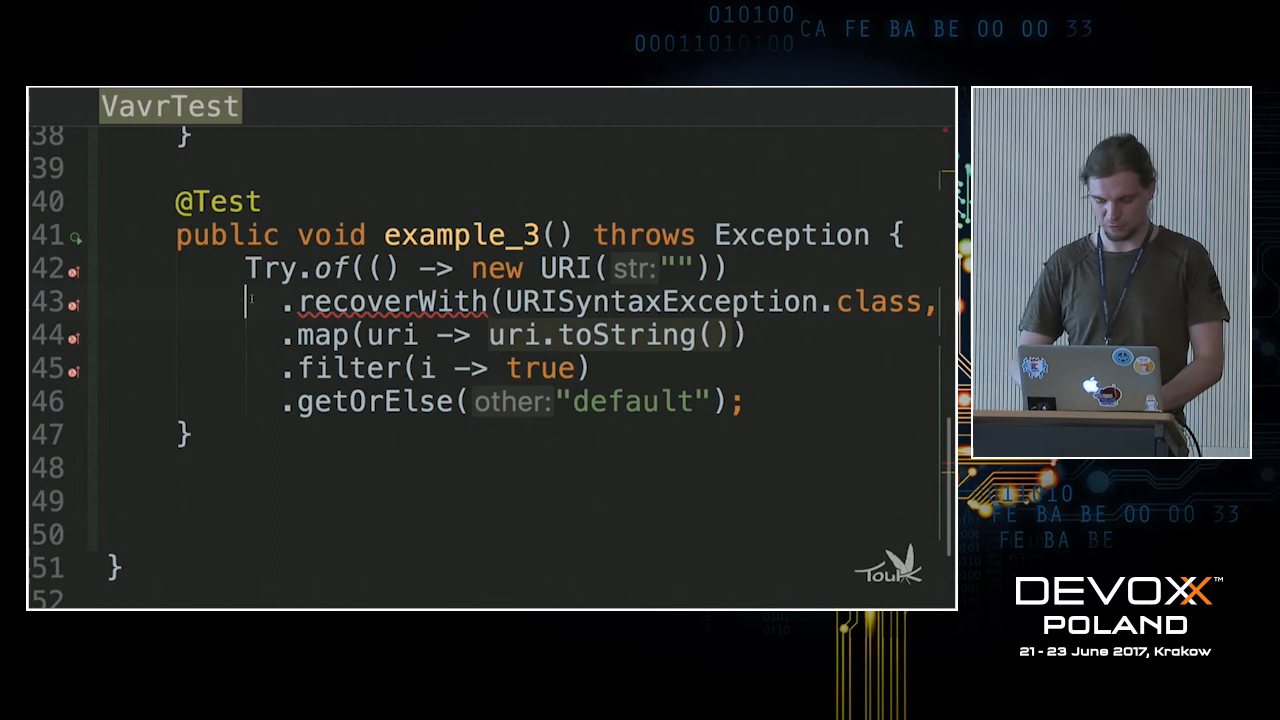 010100
00011010100
CA FE BA BE 00 00 33
VavrTest
38 }
39
40 @Test
41 public void example_3() throws Exception {
42 Try.of(() -> new URI( str: ""))
43 .recoverWith(URISyntaxException.class,
44 .map(uri -> uri.toString())
45 .filter(i -> true)
46 .getOrElse( other: "default");
47 }
48
49
50
51 }
52
TouK
011010
FE BA BE 00 00 33
FE BA BE
DEVOXX™
POLAND
21 - 23 June 2017, Krakow